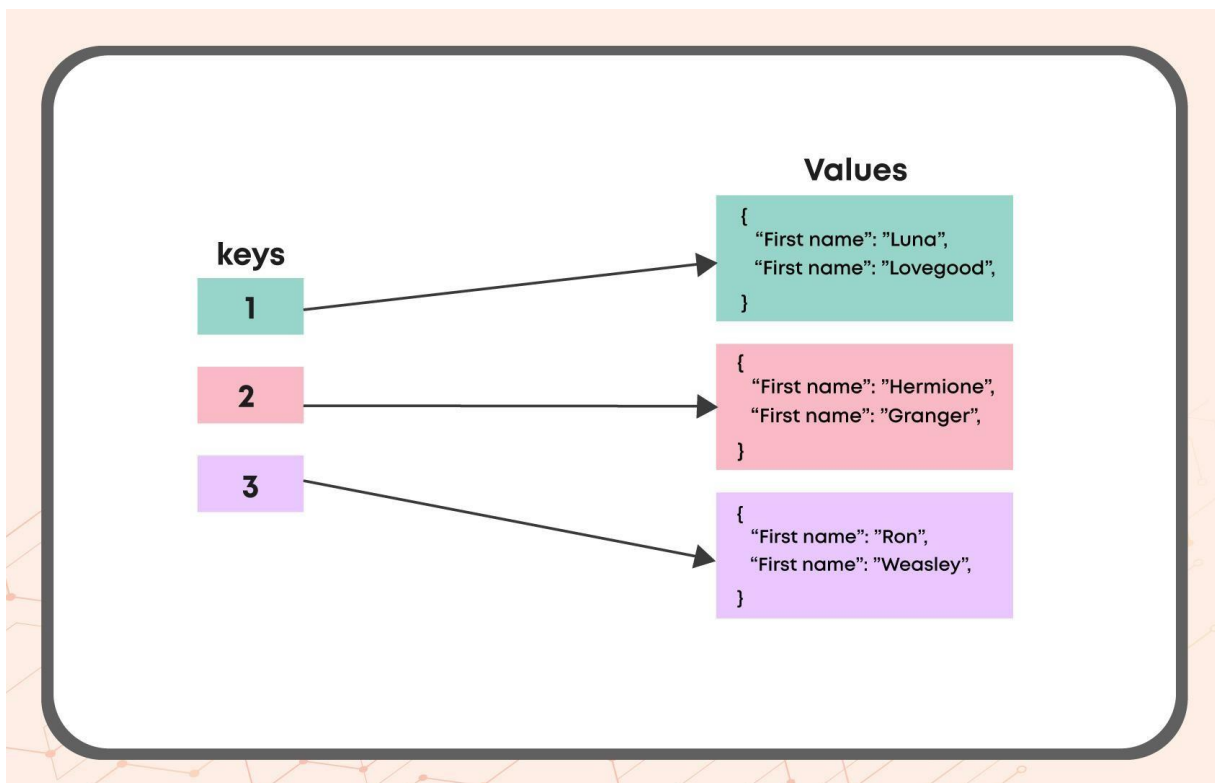 keys
1
2
3
Values
{
“First name”: ”Luna”,
“First name”: ”Lovegood”,
}
{
“First name”: ”Hermione”,
“First name”: ”Granger”,
}
{
“First name”: ”Ron”,
“First name”: ”Weasley”,
}